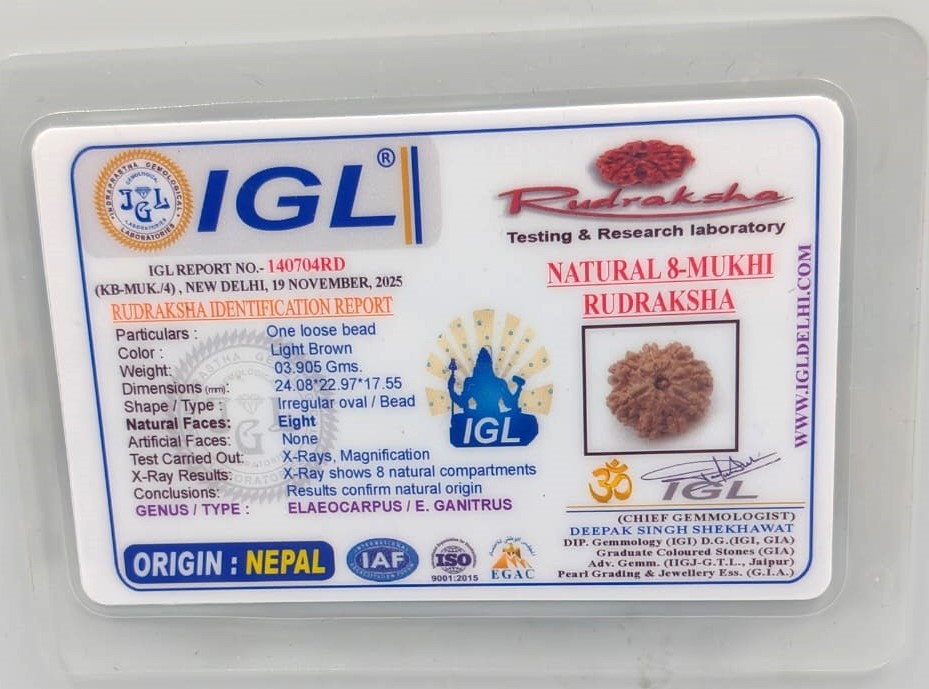 INDRAPRASTHA GEMOLOGICAL LABORATORIES
IGL
IGL®
Rudraksha
Testing & Research laboratory
IGL REPORT NO.- 140704RD
(KB-MUK./4) , NEW DELHI, 19 NOVEMBER, 2025
RUDRAKSHA IDENTIFICATION REPORT
Particulars : One loose bead
Color : Light Brown
Weight: 03.905 Gms.
Dimensions (mm): 24.08*22.97*17.55
Shape / Type : Irregular oval / Bead
Natural Faces: Eight
Artificial Faces: None
Test Carried Out: X-Rays, Magnification
X-Ray Results: X-Ray shows 8 natural compartments
Conclusions: Results confirm natural origin
GENUS / TYPE : ELAEOCARPUS / E. GANITRUS
ORIGIN : NEPAL
IAF
ISO
9001:2015
EGAC
IGL
NATURAL 8-MUKHI
RUDRAKSHA
WWW.IGLDELHI.COM
ॐ
IGL
(CHIEF GEMMOLOGIST)
DEEPAK SINGH SHEKHAWAT
DIP. Gemmology (IGI) D.G.(IGI, GIA)
Graduate Coloured Stones (GIA)
Adv. Gemm. (IIGJ-G.T.L., Jaipur)
Pearl Grading & Jewellery Ess. (G.I.A.)